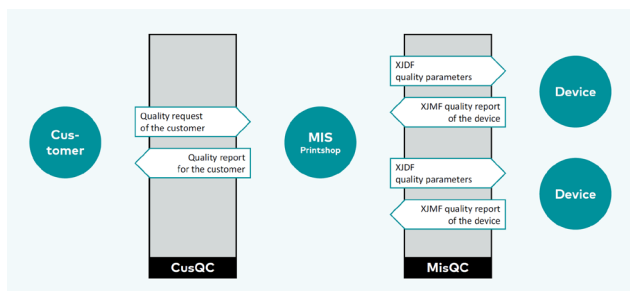 Cus-
tomer
Quality request
of the customer
Quality report
for the customer
CusQC
MIS
Printshop
XJDF
quality parameters
XJMF quality report
of the device
XJDF
quality parameters
XJMF quality report
of the device
MisQC
Device
Device